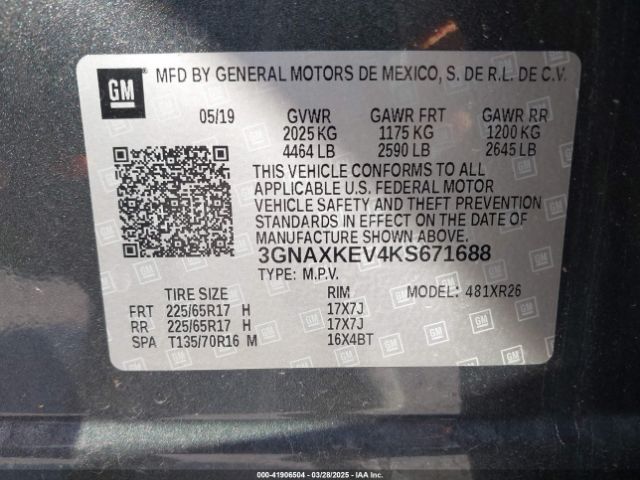 GM
MFD BY GENERAL MOTORS DE MEXICO, S. DE R.L. DE C.V.
05/19 GVWR GAWR FRT GAWR RR
2025 KG 1175 KG 1200 KG
4464 LB 2590 LB 2645 LB
THIS VEHICLE CONFORMS TO ALL
APPLICABLE U.S. FEDERAL MOTOR
VEHICLE SAFETY AND THEFT PREVENTION
STANDARDS IN EFFECT ON THE DATE OF
MANUFACTURE SHOWN ABOVE.
3GNAXKEV4KS671688
TYPE: M.P.V. MODEL: 481XR26
TIRE SIZE RIM
FRT 225/65R17 H 17X7J
RR 225/65R17 H 17X7J
SPA T135/70R16 M 16X4BT
000-41906504 | 03/28/2025 | IAA Inc.